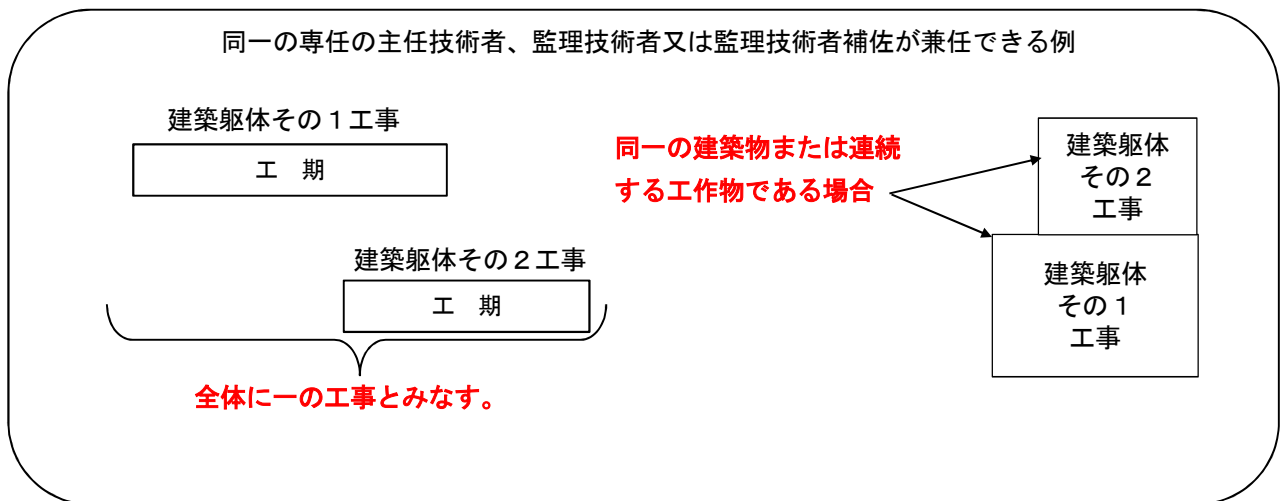 同一の専任の主任技術者、監理技術者又は監理技術者補佐が兼任できる例
建築躯体その１工事
工　期
建築躯体その２工事
工　期
全体に一の工事とみなす。
同一の建築物または連続
する工作物である場合
建築躯体
その２
工事
建築躯体
その１
工事